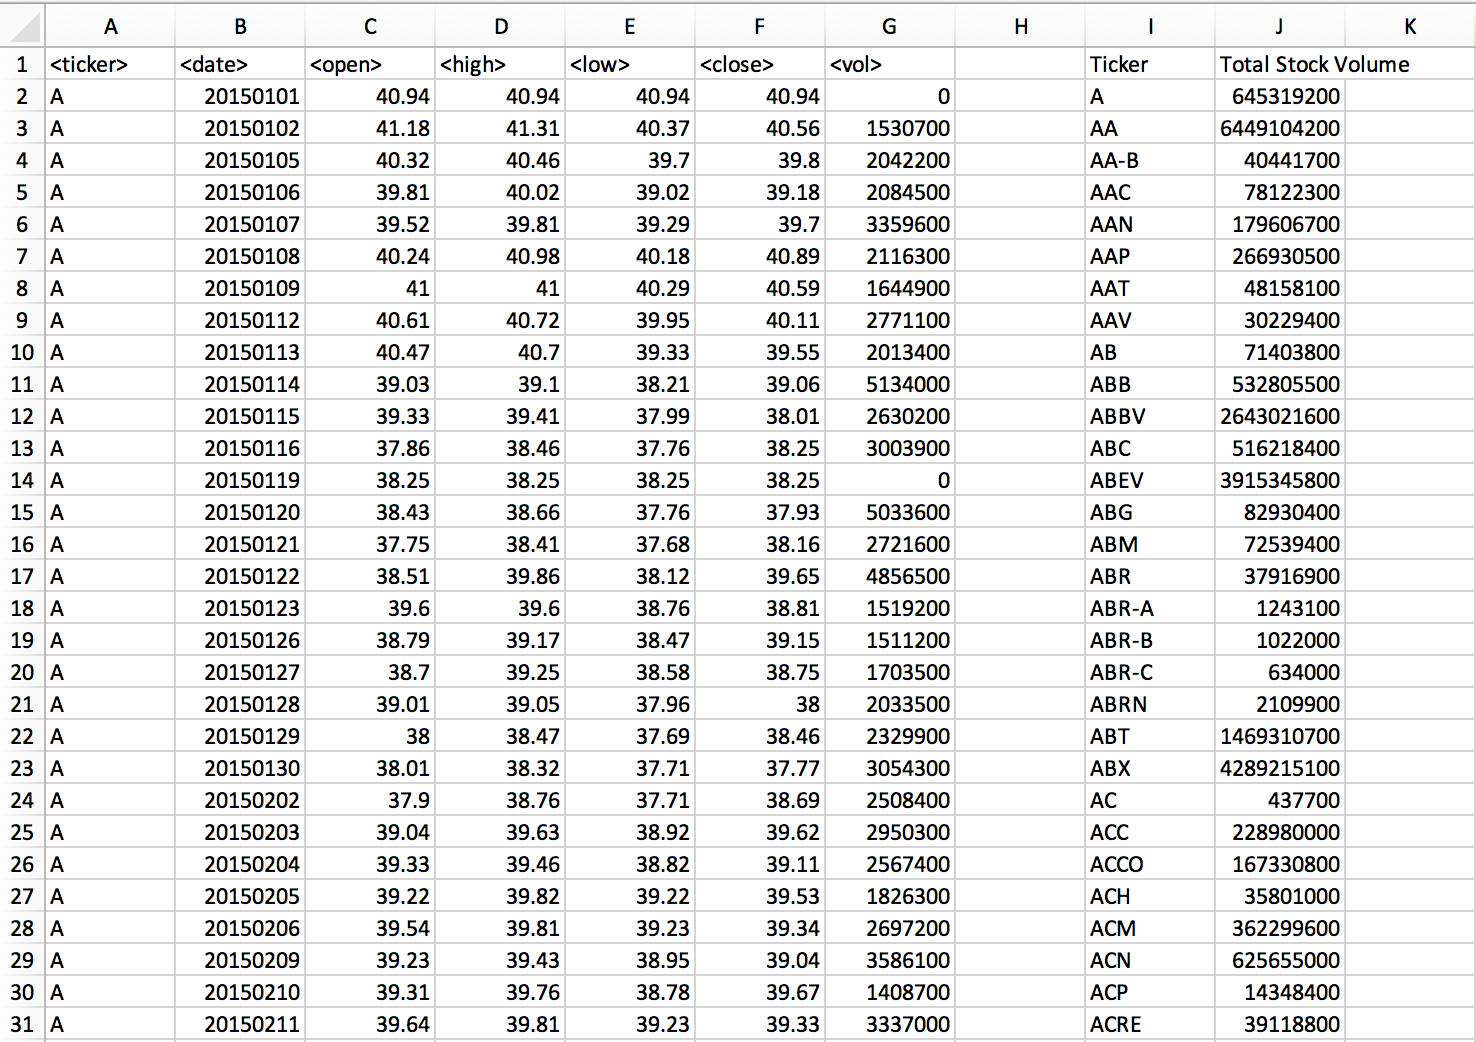 A B C D E F G H I J K
1 <ticker> <date> <open> <high> <low> <close> <vol> Ticker Total Stock Volume
2 A 20150101 40.94 40.94 40.94 40.94 0 A 645319200
3 A 20150102 41.18 41.31 40.37 40.56 1530700 AA 6449104200
4 A 20150105 40.32 40.46 39.7 39.8 2042200 AA-B 40441700
5 A 20150106 39.81 40.02 39.02 39.18 2084500 AAC 78122300
6 A 20150107 39.52 39.81 39.29 39.7 3359600 AAN 179606700
7 A 20150108 40.24 40.98 40.18 40.89 2116300 AAP 266930500
8 A 20150109 41 41 40.29 40.59 1644900 AAT 48158100
9 A 20150112 40.61 40.72 39.95 40.11 2771100 AAV 30229400
10 A 20150113 40.47 40.7 39.33 39.55 2013400 AB 71403800
11 A 20150114 39.03 39.1 38.21 39.06 5134000 ABB 532805500
12 A 20150115 39.33 39.41 37.99 38.01 2630200 ABBV 2643021600
13 A 20150116 37.86 38.46 37.76 38.25 3003900 ABC 516218400
14 A 20150119 38.25 38.25 38.25 38.25 0 ABEV 3915345800
15 A 20150120 38.43 38.66 37.76 37.93 5033600 ABG 82930400
16 A 20150121 37.75 38.41 37.68 38.16 2721600 ABM 72539400
17 A 20150122 38.51 39.86 38.12 39.65 4856500 ABR 37916900
18 A 20150123 39.6 39.6 38.76 38.81 1519200 ABR-A 1243100
19 A 20150126 38.79 39.17 38.47 39.15 1511200 ABR-B 1022000
20 A 20150127 38.7 39.25 38.58 38.75 1703500 ABR-C 634000
21 A 20150128 39.01 39.05 37.96 38 2033500 ABRN 2109900
22 A 20150129 38 38.47 37.69 38.46 2329900 ABT 1469310700
23 A 20150130 38.01 38.32 37.71 37.77 3054300 ABX 4289215100
24 A 20150202 37.9 38.76 37.71 38.69 2508400 AC 437700
25 A 20150203 39.04 39.63 38.92 39.62 2950300 ACC 228980000
26 A 20150204 39.33 39.46 38.82 39.11 2567400 ACCO 167330800
27 A 20150205 39.22 39.82 39.22 39.53 1826300 ACH 35801000
28 A 20150206 39.54 39.81 39.23 39.34 2697200 ACM 362299600
29 A 20150209 39.23 39.43 38.95 39.04 3586100 ACN 625655000
30 A 20150210 39.31 39.76 38.78 39.67 1408700 ACP 14348400
31 A 20150211 39.64 39.81 39.23 39.33 3337000 ACRE 39118800